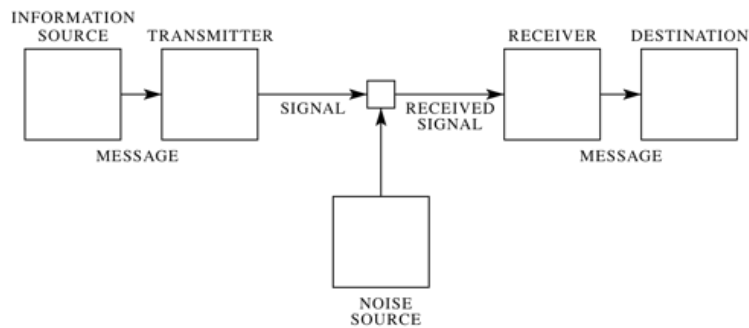 INFORMATION
SOURCE
TRANSMITTER
RECEIVER
DESTINATION
SIGNAL
RECEIVED
SIGNAL
MESSAGE
MESSAGE
NOISE
SOURCE